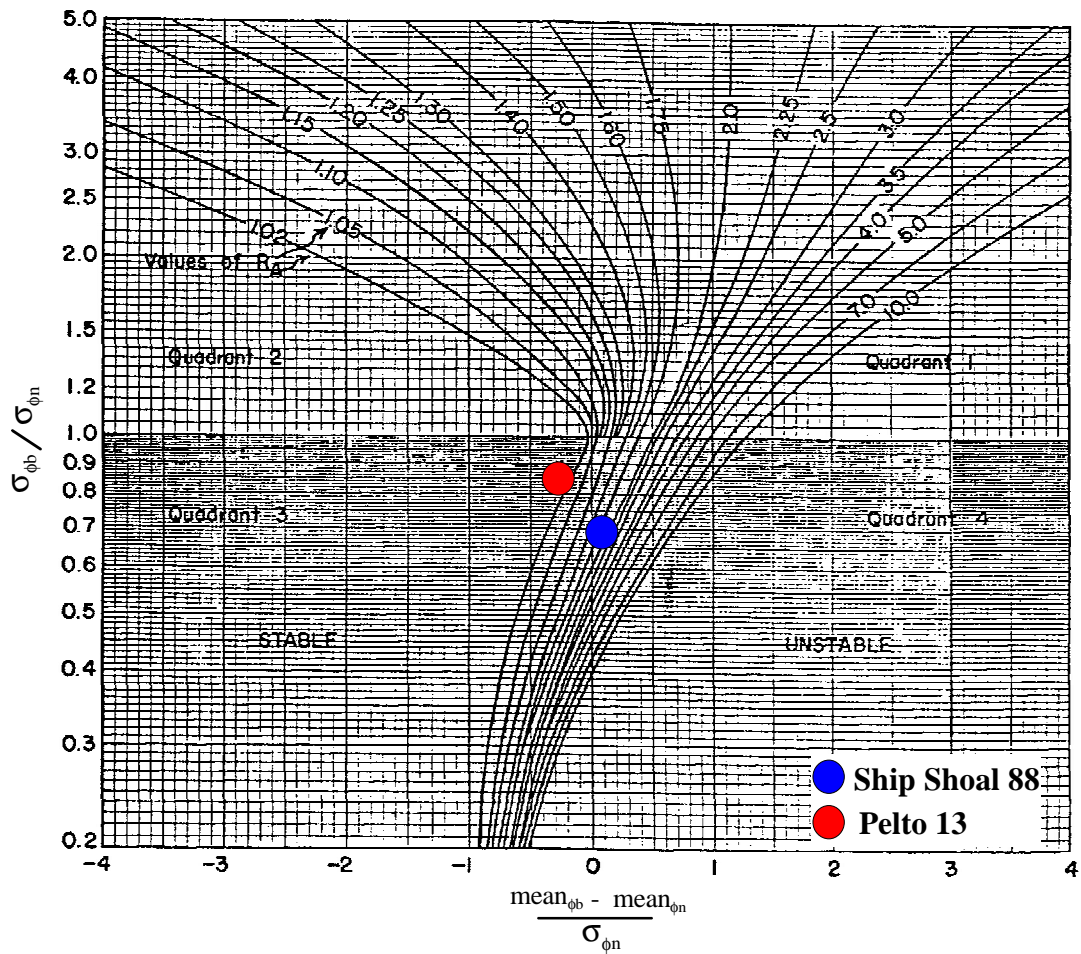 5.0
4.0
3.0
2.5
2.0
1.5
1.2
1.0
0.9
0.8
0.7
0.6
0.5
0.4
0.3
0.2
σϕb / σϕn
1.02
1.05
1.10
1.15
1.20
1.25
1.30
1.40
1.50
1.60
1.75
2.0
2.25
2.5
3.0
3.5
4.0
5.0
7.0
10.0
Values of RA
Quadrant 2
Quadrant 1
Quadrant 3
Quadrant 4
STABLE
UNSTABLE
Ship Shoal 88
Pelto 13
-4 -3 -2 -1 0 1 2 3 4
meanϕb - meanϕn
σϕn